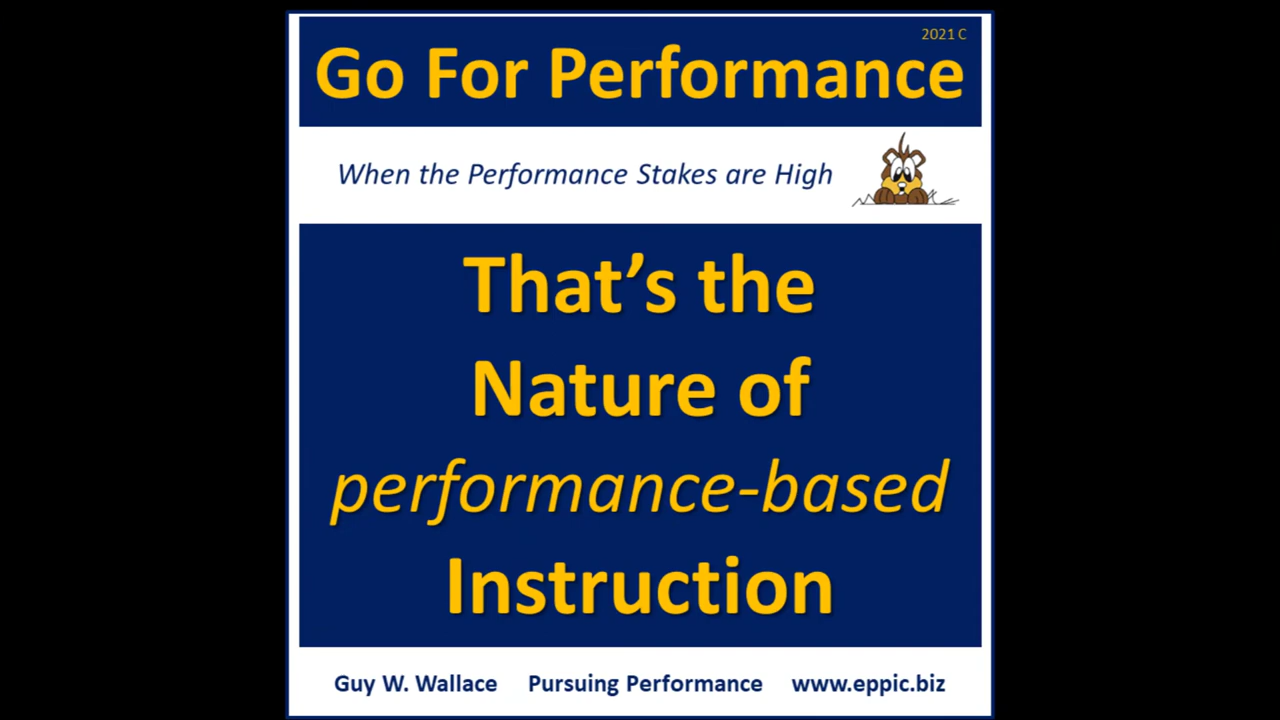 2021 C
Go For Performance
When the Performance Stakes are High
That’s the
Nature of
performance-based
Instruction
Guy W. Wallace Pursuing Performance www.eppic.biz